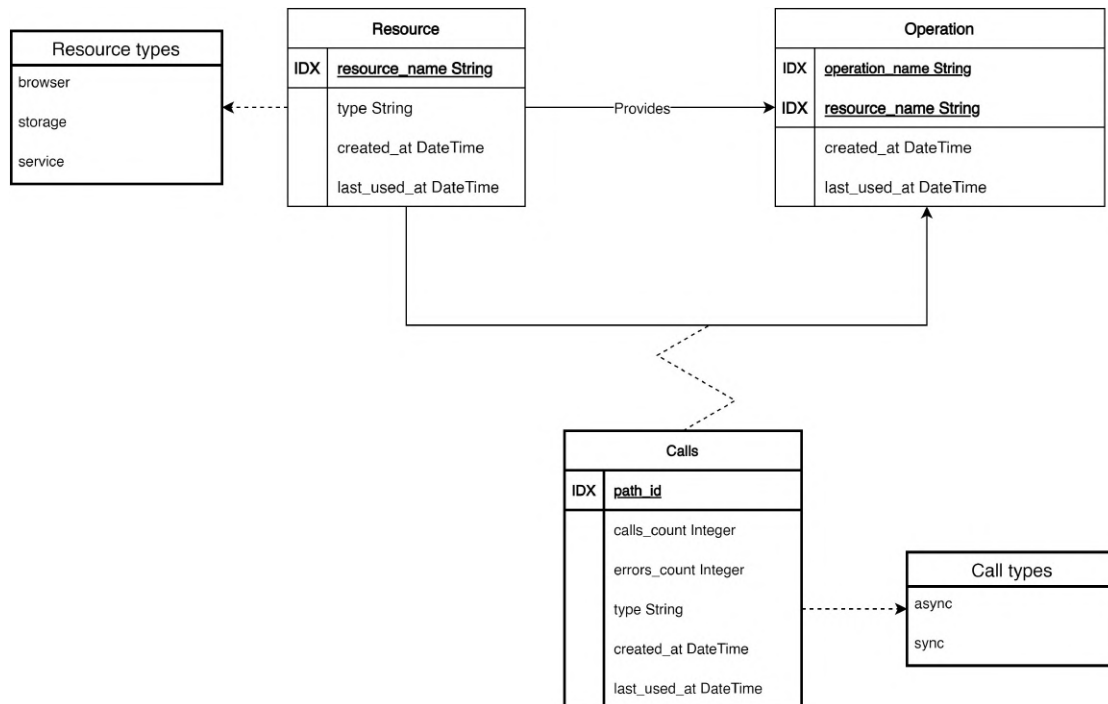 Resource types
browser
storage
service
Resource
IDX resource_name String
type String
created_at DateTime
last_used_at DateTime
Provides
Operation
IDX operation_name String
IDX resource_name String
created_at DateTime
last_used_at DateTime
Calls
IDX path_id
calls_count Integer
errors_count Integer
type String
created_at DateTime
last_used_at DateTime
Call types
async
sync